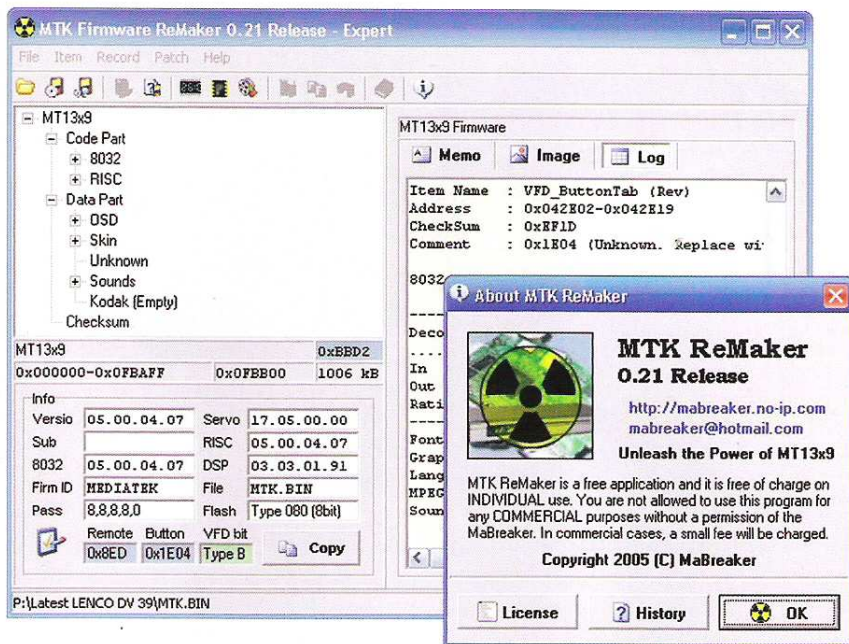 MTK Firmware ReMaker 0.21 Release - Expert
File Item Record Patch Help
MT13x9
Code Part
8032
RISC
Data Part
OSD
Skin
Unknown
Sounds
Kodak (Empty)
Checksum
MT13x9 0xBBD2
0x000000-0x0FBAFF 0x0FBB00 1006 kB
Info
Versio 05.00.04.07 Servo 17.05.00.00
Sub RISC 05.00.04.07
8032 05.00.04.07 DSP 03.03.01.91
Firm ID MEDIATEK File MTK.BIN
Pass 8,8,8,8,0 Flash Type 080 (8bit)
Remote Button VFD bit
0x8ED 0x1E04 Type B Copy
P:\Latest LENCO DV 39\MTK.BIN
MT13x9 Firmware
Memo Image Log
Item Name : VFD_ButtonTab (Rev)
Address : 0x042E02-0x042E19
CheckSum : 0xEF1D
Comment : 0x1E04 (Unknown. Replace wi
8032
Deco
In
Out
Rati
Font
Grap
Lang
MPEG
Soun
About MTK ReMaker
MTK ReMaker
0.21 Release
http://mabreaker.no-ip.com
mabreaker@hotmail.com
Unleash the Power of MT13x9
MTK ReMaker is a free application and it is free of charge on
INDIVIDUAL use. You are not allowed to use this program for
any COMMERCIAL purposes without a permission of the
MaBreaker. In commercial cases, a small fee will be charged.
Copyright 2005 (C) MaBreaker
License History OK